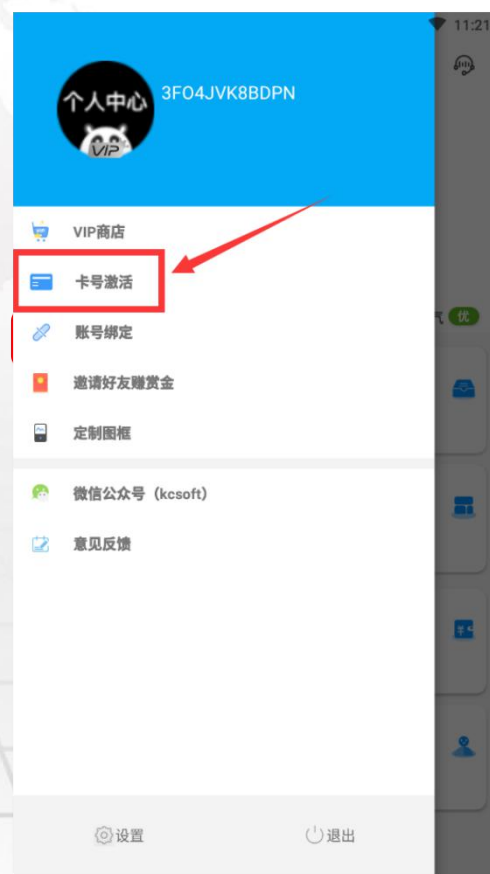 11:21
个人中心
VIP
3FO4JVK8BDPN
VIP商店
卡号激活
账号绑定
气 优
邀请好友赚赏金
定制图框
微信公众号（kcsoft）
意见反馈
设置
退出